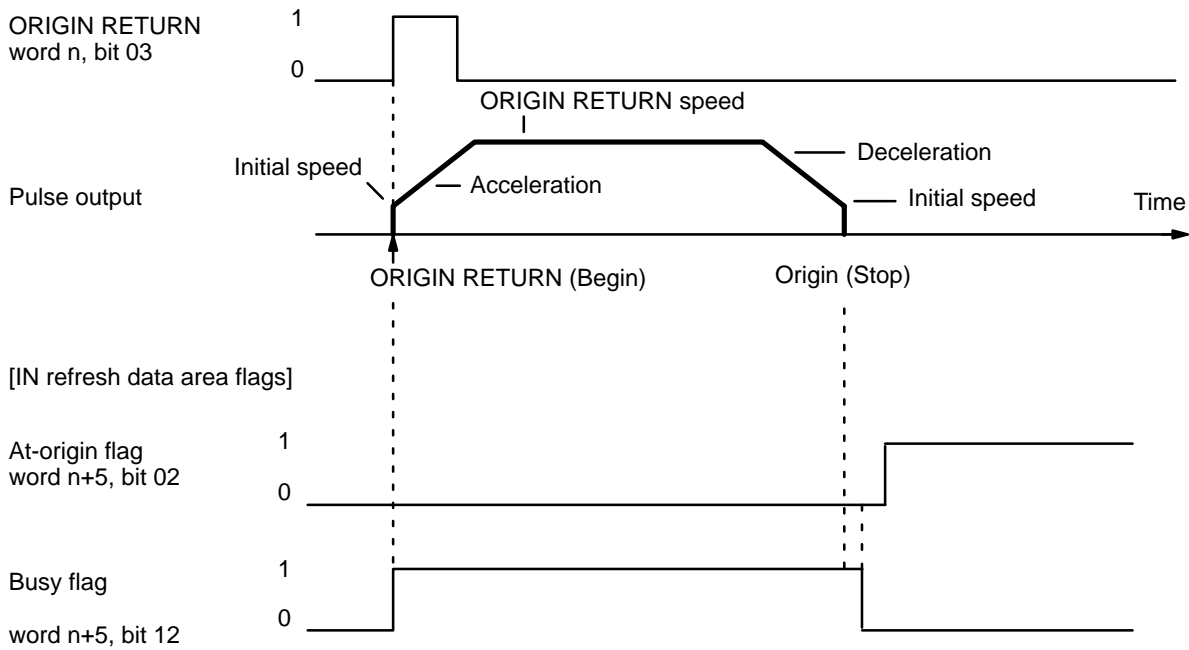 ORIGIN RETURN
word n, bit 03
1
0
ORIGIN RETURN speed
Initial speed
Acceleration
Deceleration
Pulse output
Initial speed
Time
ORIGIN RETURN (Begin)
Origin (Stop)
[IN refresh data area flags]
At-origin flag
word n+5, bit 02
1
0
Busy flag
word n+5, bit 12
1
0